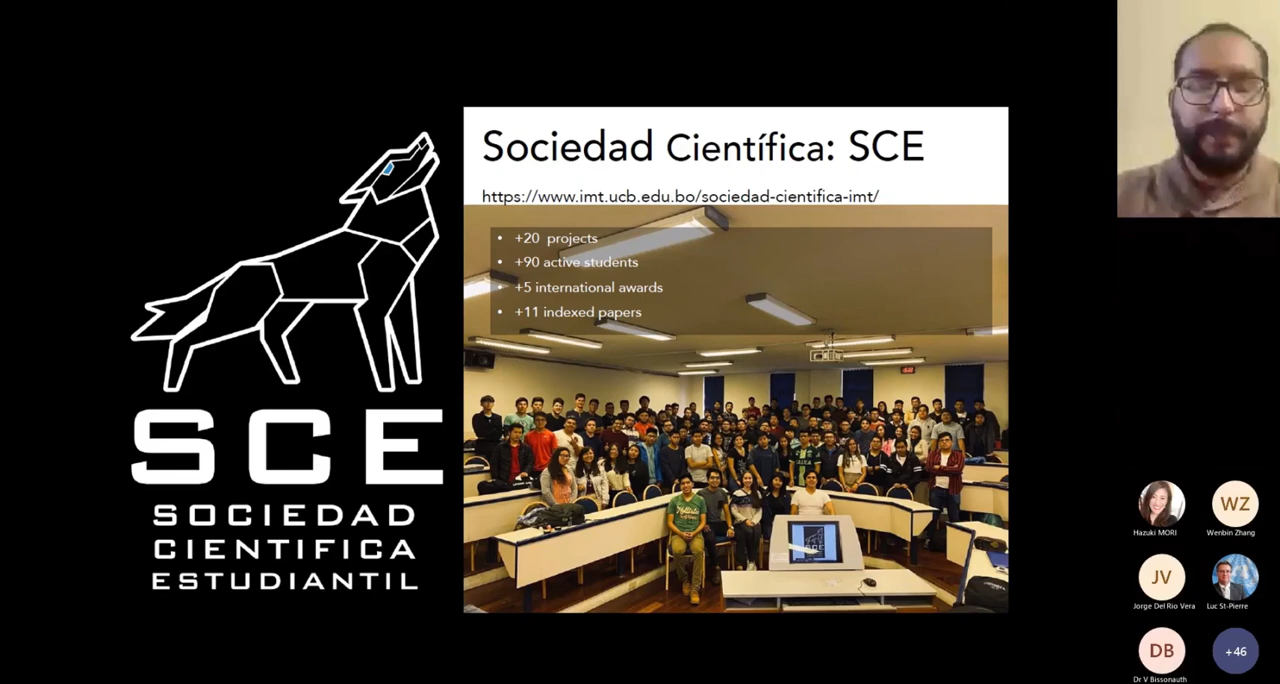 Sociedad Científica: SCE
https://www.imt.ucb.edu.bo/sociedad-cientifica-imt/
• +20 projects
• +90 active students
• +5 international awards
• +11 indexed papers
SCE
SOCIEDAD
CIENTIFICA
ESTUDIANTIL
SCE
Hazuki MORI
WZ
Wenbin Zhang
JV
Jorge Del Rio Vera
Luc St-Pierre
DB
Dr V Bissonauth
+46